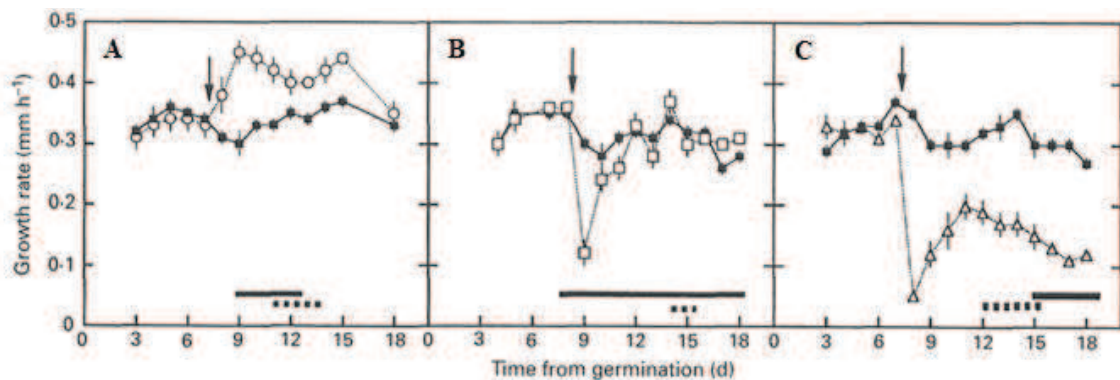 0·5
0·4
0·3
0·2
0·1
0
Growth rate (mm h⁻¹)
A
B
C
0 3 6 9 12 15 18 0 3 6 9 12 15 18 0 3 6 9 12 15 18
Time from germination (d)